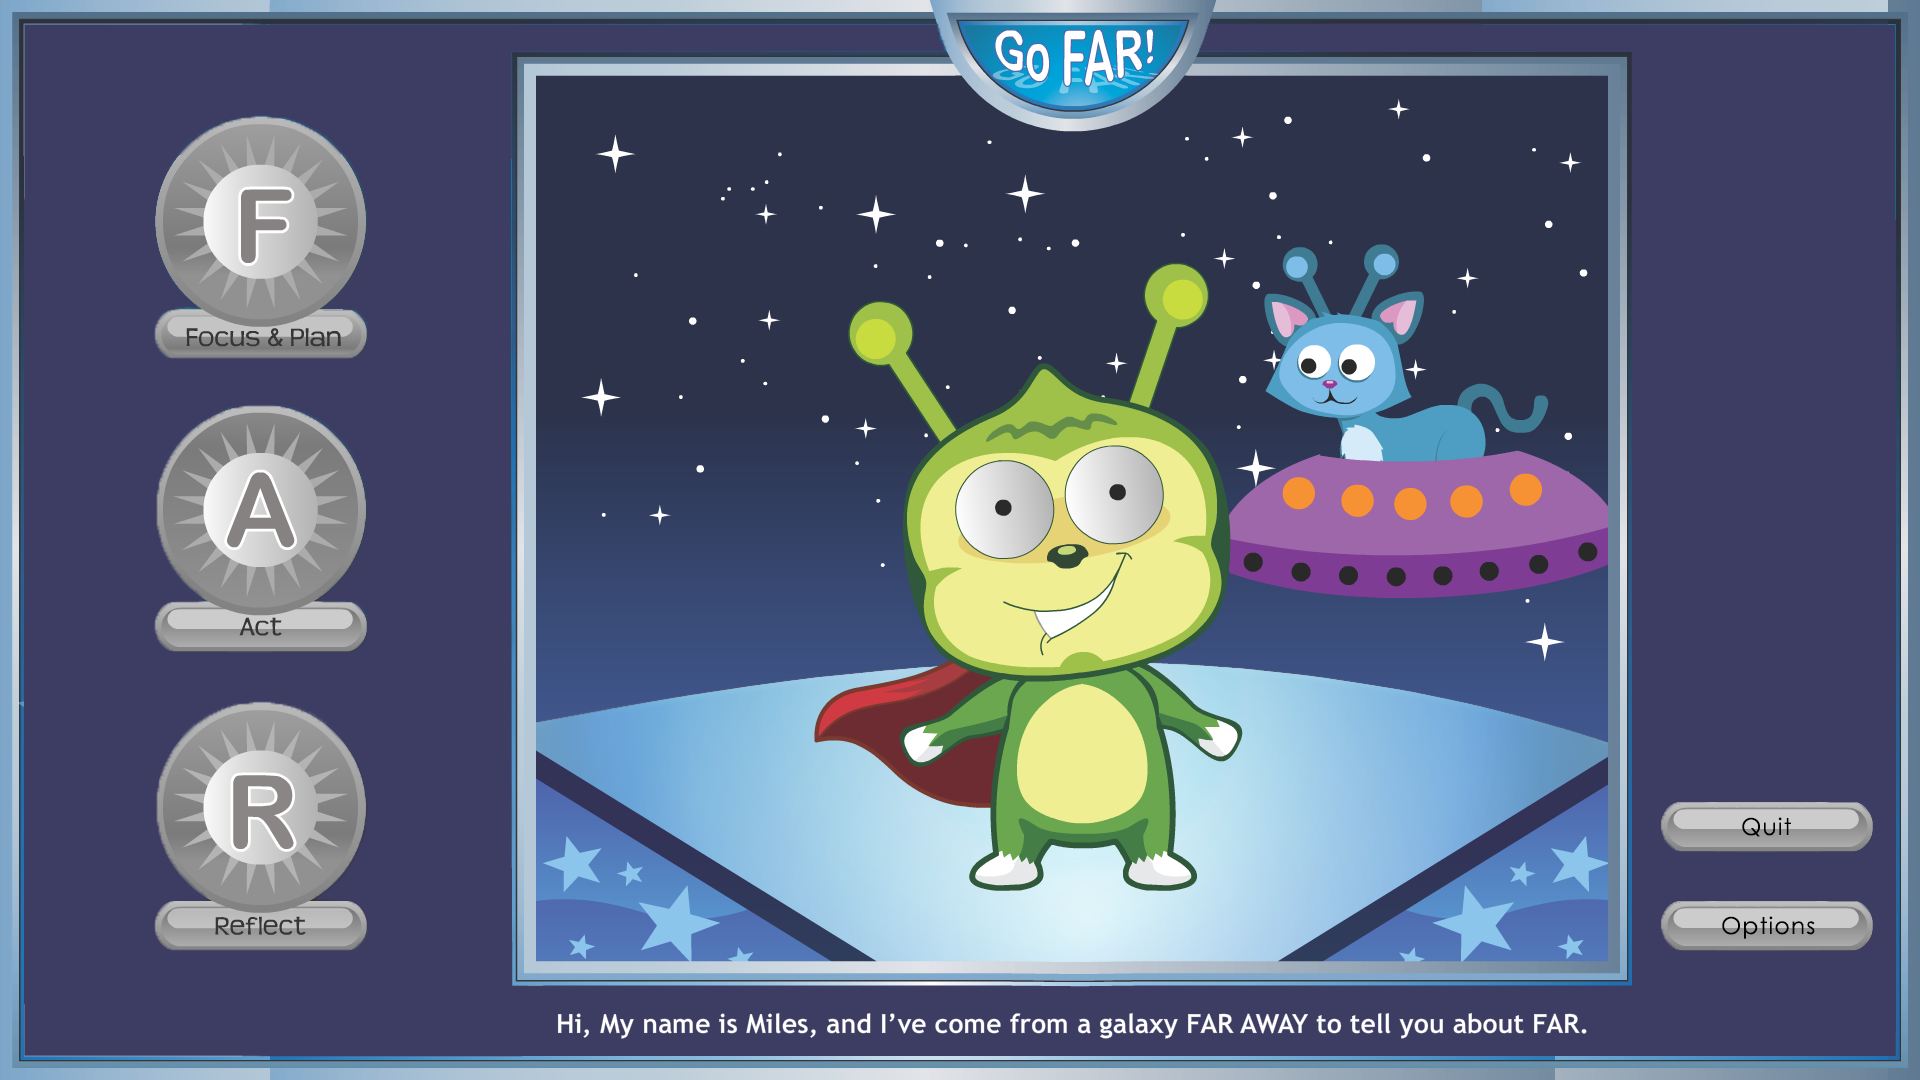 Go FAR!
F
Focus & Plan
A
Act
R
Reflect
Quit
Options
Hi, My name is Miles, and I’ve come from a galaxy FAR AWAY to tell you about FAR.